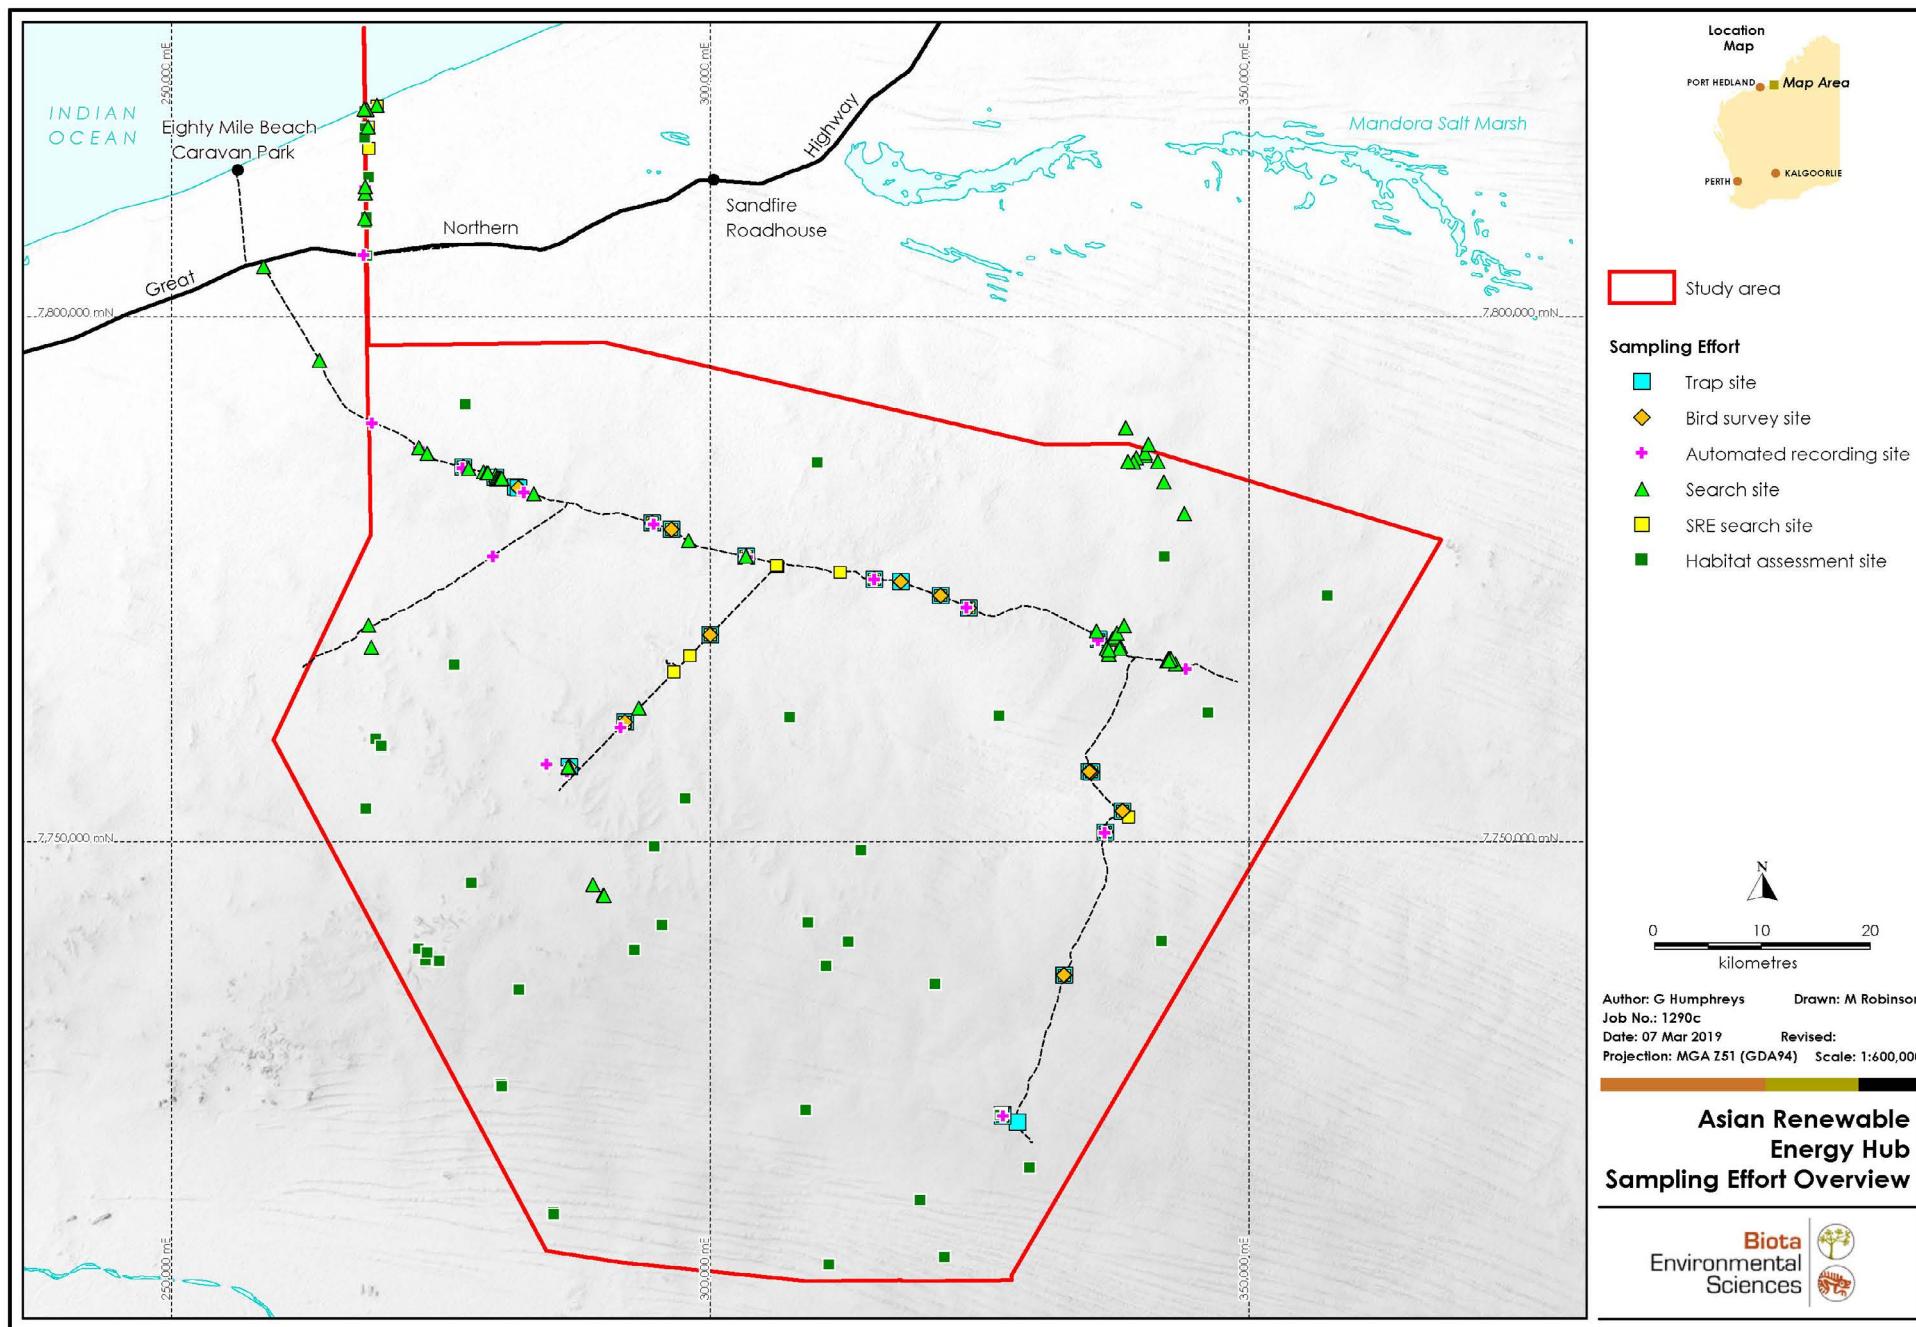 250,000 mE
300,000 mE
350,000 mE
INDIAN
OCEAN
Eighty Mile Beach
Caravan Park
Highway
Mandora Salt Marsh
Sandfire
Roadhouse
Northern
Great
7,800,000 mN
7,800,000 mN
7,750,000 mN
7,750,000 mN
250,000 mE
300,000 mE
350,000 mE
Location
Map
PORT HEDLAND
Map Area
PERTH
KALGOORLIE
Study area
Sampling Effort
Trap site
Bird survey site
Automated recording site
Search site
SRE search site
Habitat assessment site
N
0 10 20
kilometres
Author: G Humphreys Drawn: M Robinson
Job No.: 1290c
Date: 07 Mar 2019 Revised:
Projection: MGA Z51 (GDA94) Scale: 1:600,000
Asian Renewable
Energy Hub
Sampling Effort Overview
Biota
Environmental
Sciences